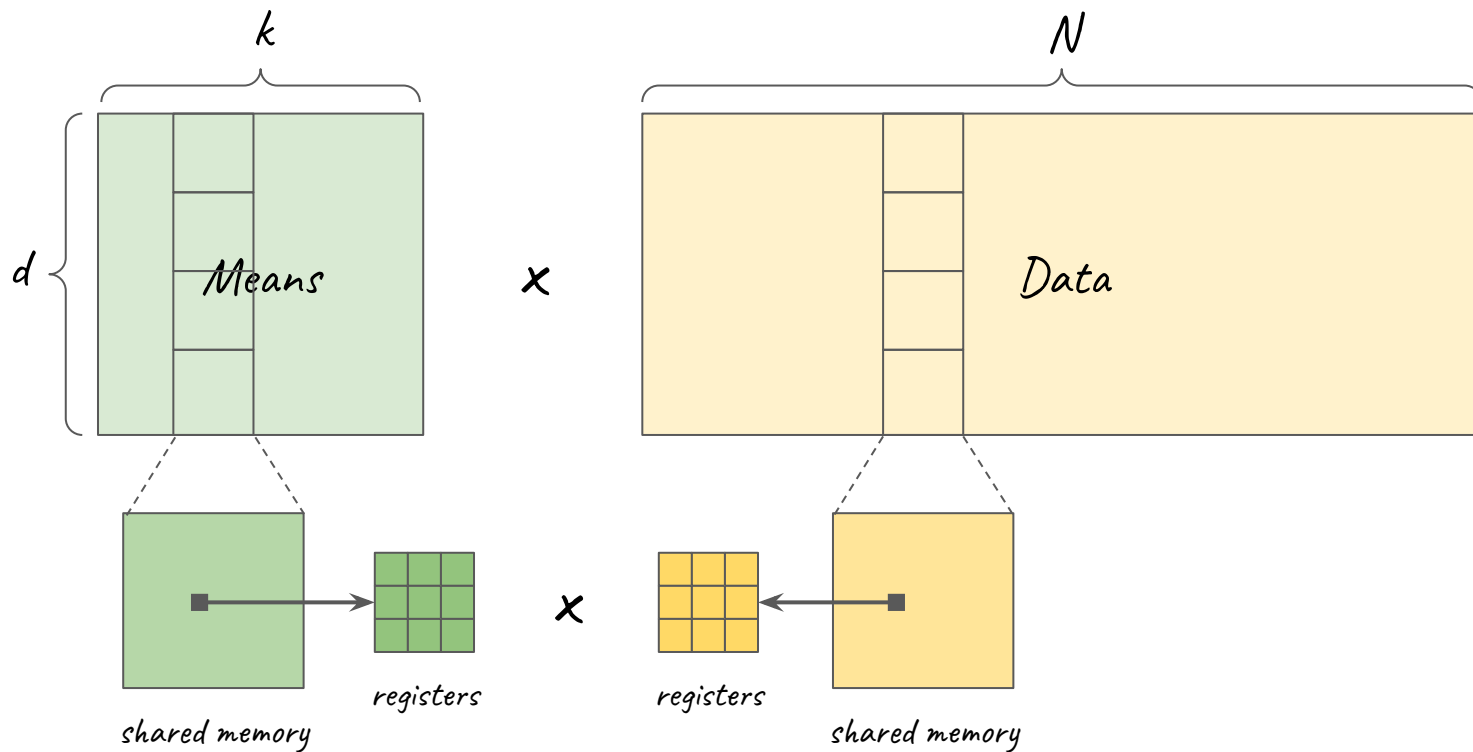 k
N
d
Means
x
Data
x
registers
registers
shared memory
shared memory